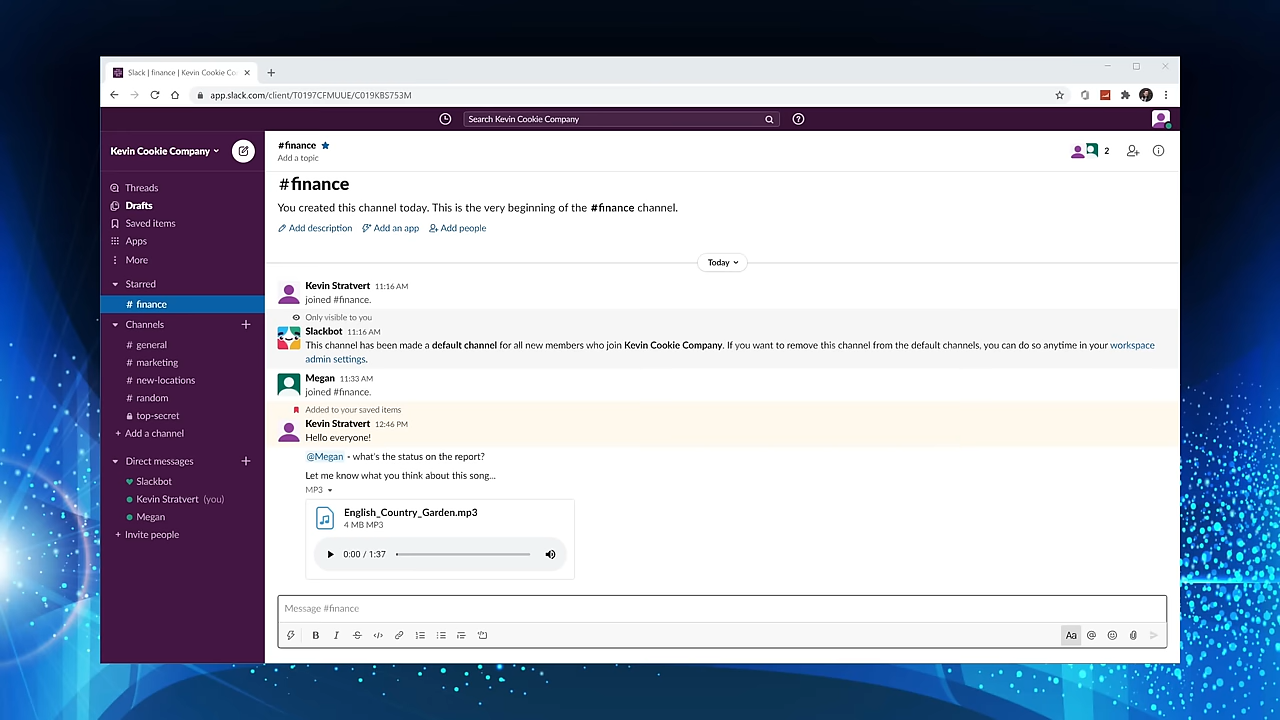 Slack | finance | Kevin Cookie Co
app.slack.com/client/T0197CFMUUE/C019KBS753M
Search Kevin Cookie Company
Kevin Cookie Company
Threads
Drafts
Saved items
Apps
More
Starred
# finance
Channels
# general
# marketing
# new-locations
# random
top-secret
+ Add a channel
Direct messages
Slackbot
Kevin Stratvert (you)
Megan
+ Invite people
#finance
Add a topic
2
#finance
You created this channel today. This is the very beginning of the #finance channel.
Add description Add an app Add people
Today
Kevin Stratvert 11:16 AM
joined #finance.
Only visible to you
Slackbot 11:16 AM
This channel has been made a default channel for all new members who join Kevin Cookie Company. If you want to remove this channel from the default channels, you can do so anytime in your workspace
admin settings.
Megan 11:33 AM
joined #finance.
Added to your saved items
Kevin Stratvert 12:46 PM
Hello everyone!
@Megan - what's the status on the report?
Let me know what you think about this song...
MP3
English_Country_Garden.mp3
4 MB MP3
0:00 / 1:37
Message #finance
B I S </> Aa @